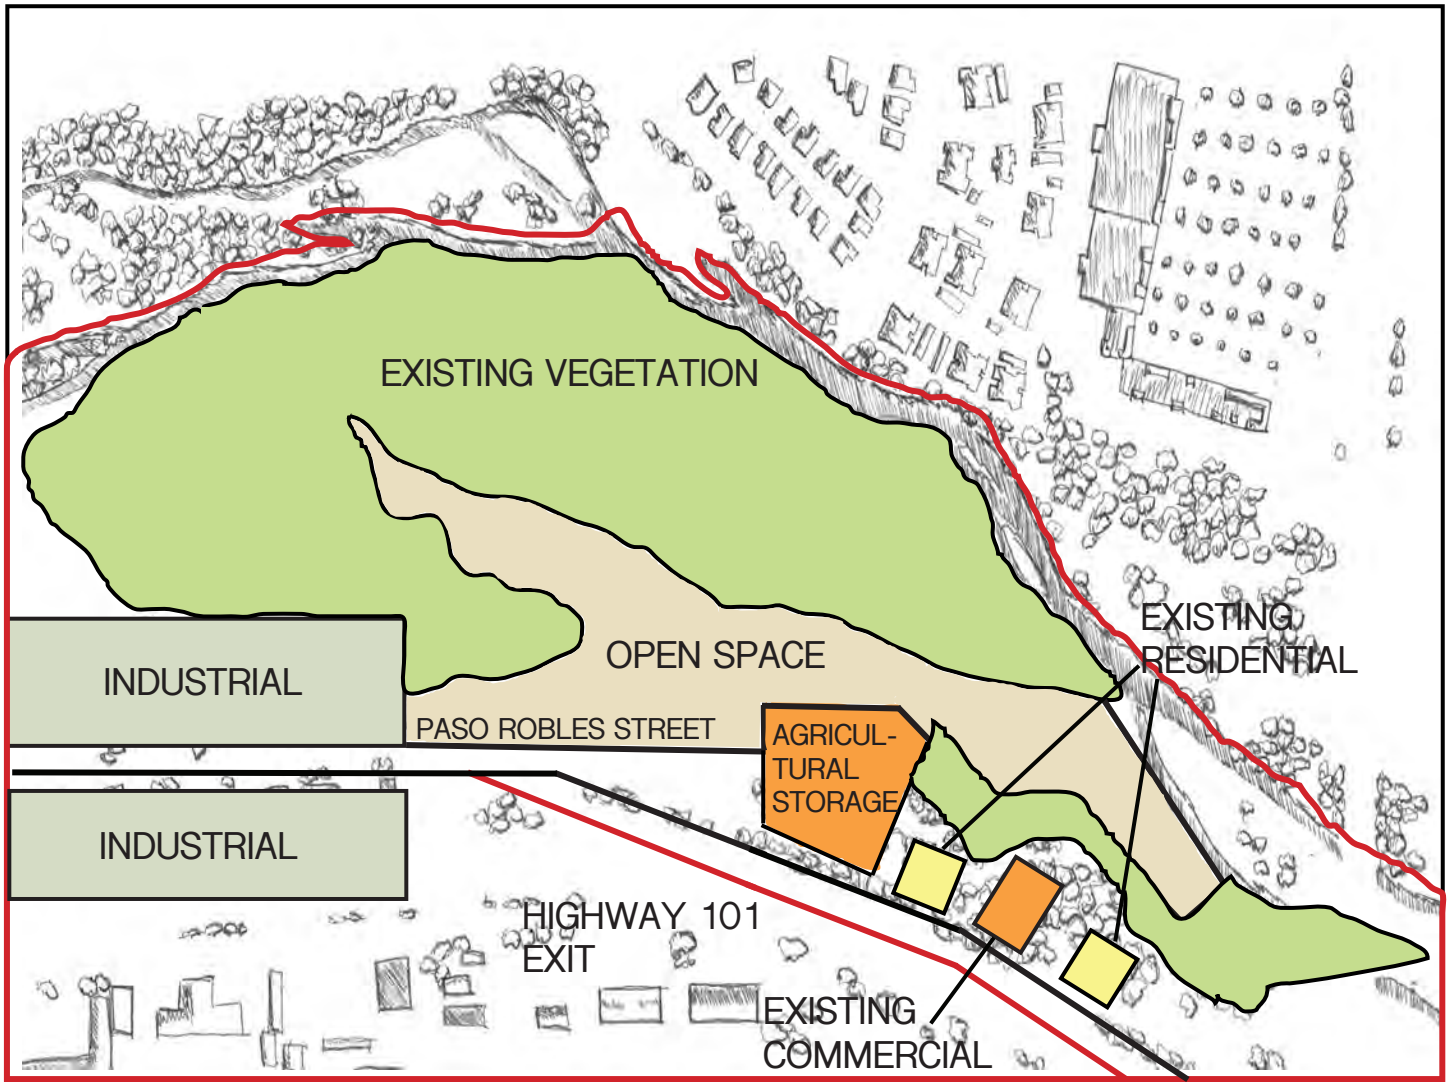 EXISTING VEGETATION
EXISTING
RESIDENTIAL
OPEN SPACE
INDUSTRIAL
PASO ROBLES STREET
AGRICUL-
TURAL
STORAGE
INDUSTRIAL
HIGHWAY 101
EXIT
EXISTING
COMMERCIAL